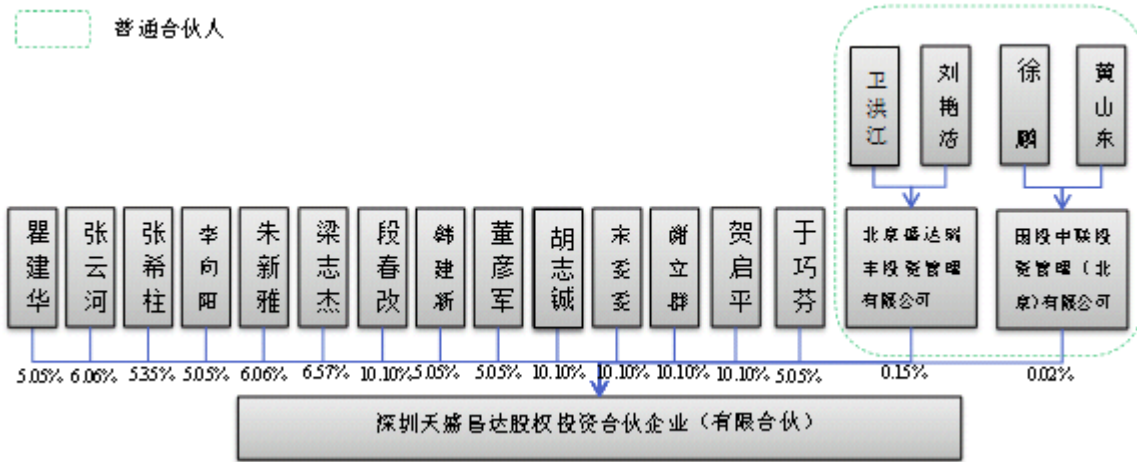 普通合伙人
卫洪江
刘艳洁
徐鹏
黄山东
瞿建华
张云河
张希柱
李向阳
朱新雅
梁志杰
段春改
韩建新
董彦军
胡志铖
宋委委
谢立群
贺启平
于巧芬
北京盛达瑞
丰投资管理
有限公司
国投中联投
资管理（北
京）有限公司
5.05%
6.06%
5.35%
5.05%
6.06%
6.57%
10.10%
5.05%
5.05%
10.10%
10.10%
10.10%
10.10%
5.05%
0.15%
0.02%
深圳天盛昌达股权投资合伙企业（有限合伙）